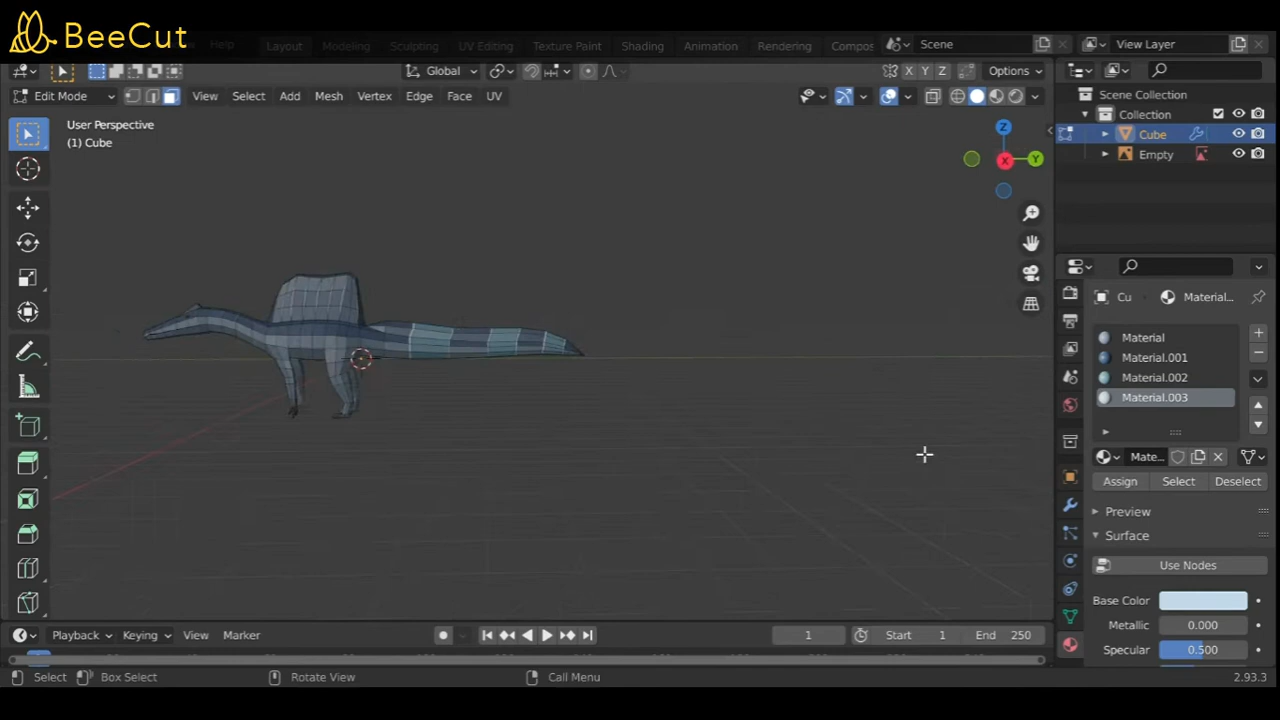 BeeCut
Help Layout Modeling Sculpting UV Editing Texture Paint Shading Animation Rendering Compos Scene View Layer
Global X Y Z Options
Edit Mode View Select Add Mesh Vertex Edge Face UV
User Perspective
(1) Cube
Z
X Y
Scene Collection
Collection
Cube
Empty
Cu Material...
Material
Material.001
Material.002
Material.003
Mate...
Assign Select Deselect
Preview
Surface
Use Nodes
Base Color
Metallic 0.000
Specular 0.500
Playback Keying View Marker 1 Start 1 End 250
Select Box Select Rotate View Call Menu 2.93.3